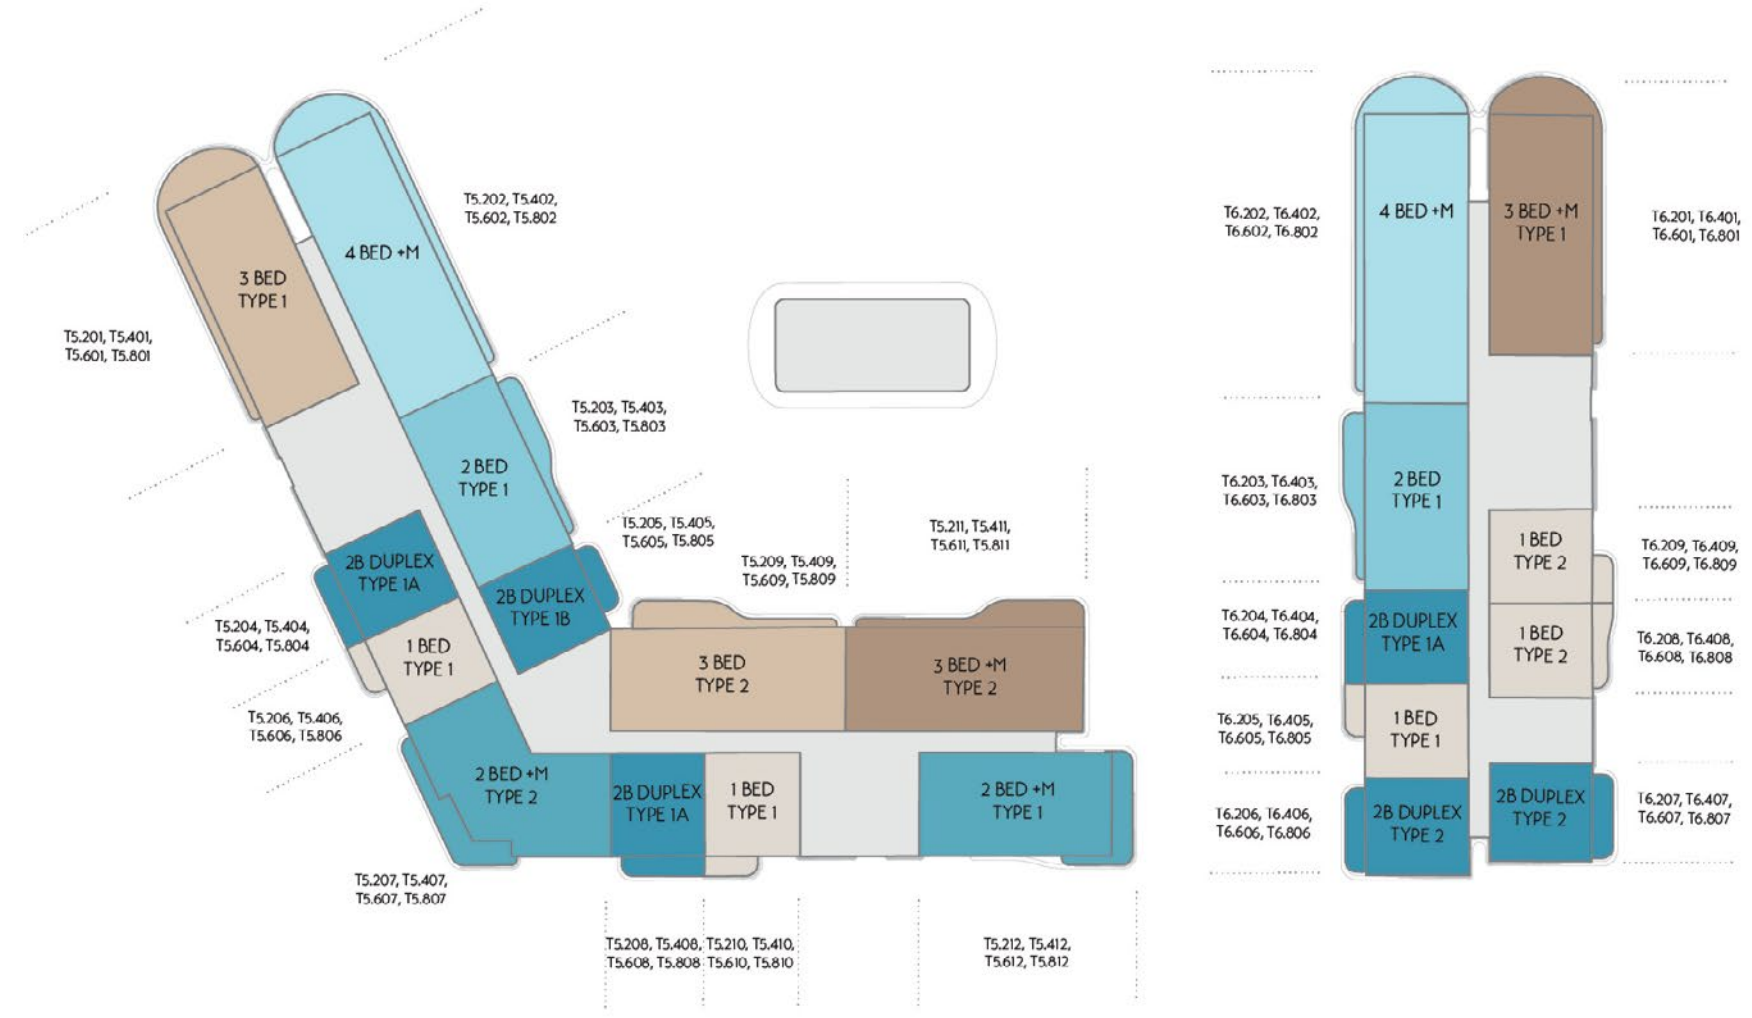 4 BED +M
3 BED
TYPE 1
T5.202, T5.402,
T5.602, T5.802
T5.201, T5.401,
T5.601, T5.801
2 BED
TYPE 1
T5.203, T5.403,
T5.603, T5.803
2B DUPLEX
TYPE 1A
2B DUPLEX
TYPE 1B
T5.205, T5.405,
T5.605, T5.805
T5.204, T5.404,
T5.604, T5.804
1 BED
TYPE 1
T5.206, T5.406,
T5.606, T5.806
T5.209, T5.409,
T5.609, T5.809
T5.211, T5.411,
T5.611, T5.811
3 BED
TYPE 2
3 BED +M
TYPE 2
2 BED +M
TYPE 2
2B DUPLEX
TYPE 1A
1 BED
TYPE 1
2 BED +M
TYPE 1
T5.207, T5.407,
T5.607, T5.807
T5.208, T5.408,
T5.608, T5.808
T5.210, T5.410,
T5.610, T5.810
T5.212, T5.412,
T5.612, T5.812
T6.202, T6.402,
T6.602, T6.802
4 BED +M
3 BED +M
TYPE 1
T6.201, T6.401,
T6.601, T6.801
T6.203, T6.403,
T6.603, T6.803
2 BED
TYPE 1
1 BED
TYPE 2
T6.209, T6.409,
T6.609, T6.809
T6.204, T6.404,
T6.604, T6.804
2B DUPLEX
TYPE 1A
1 BED
TYPE 2
T6.208, T6.408,
T6.608, T6.808
T6.205, T6.405,
T6.605, T6.805
1 BED
TYPE 1
T6.206, T6.406,
T6.606, T6.806
2B DUPLEX
TYPE 2
2B DUPLEX
TYPE 2
T6.207, T6.407,
T6.607, T6.807